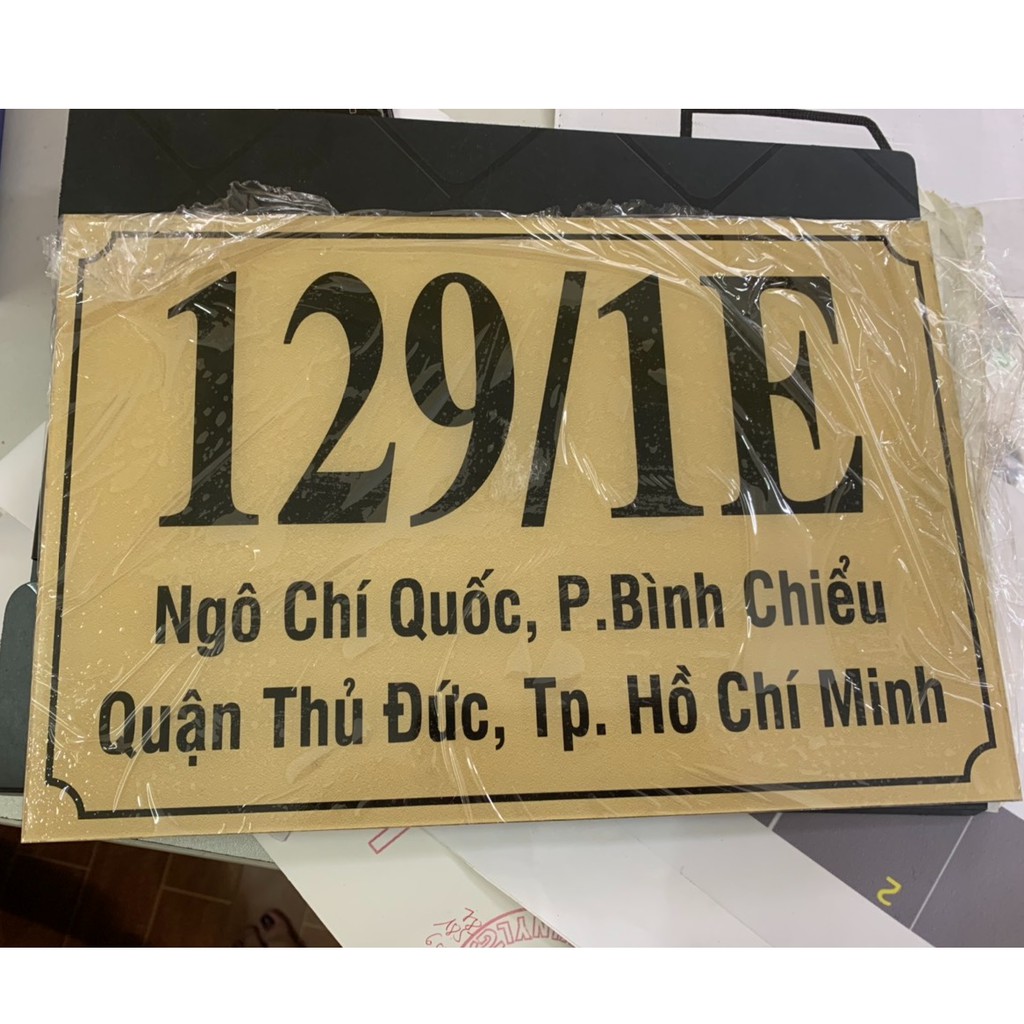 129/1E
Ngô Chí Quốc, P.Bình Chiểu
Quận Thủ Đức, Tp. Hồ Chí Minh